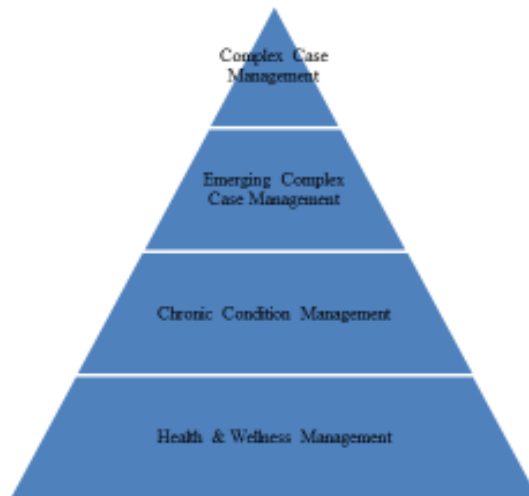 Complex Case
Management
Emerging Complex
Case Management
Chronic Condition Management
Health & Wellness Management